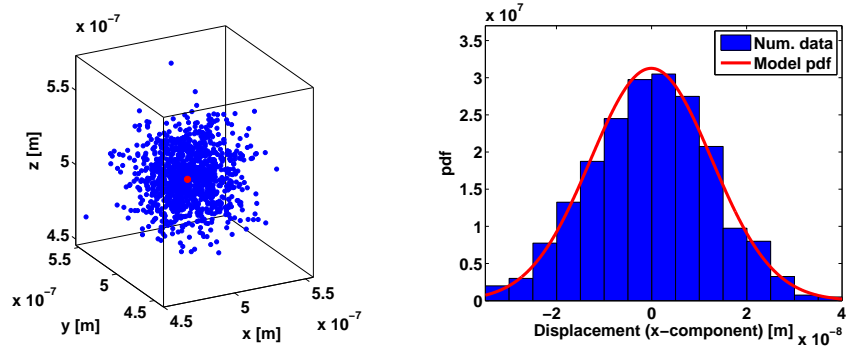 x 10⁻⁷
5.5
5
4.5
z [m]
5.5
5
4.5
x 10⁻⁷
y [m]
4.5
5
5.5
x [m]
x 10⁻⁷
x 10⁷
3.5
3
2.5
2
1.5
1
0.5
0
pdf
Num. data
Model pdf
−2
0
2
4
Displacement (x−component) [m]
x 10⁻⁸